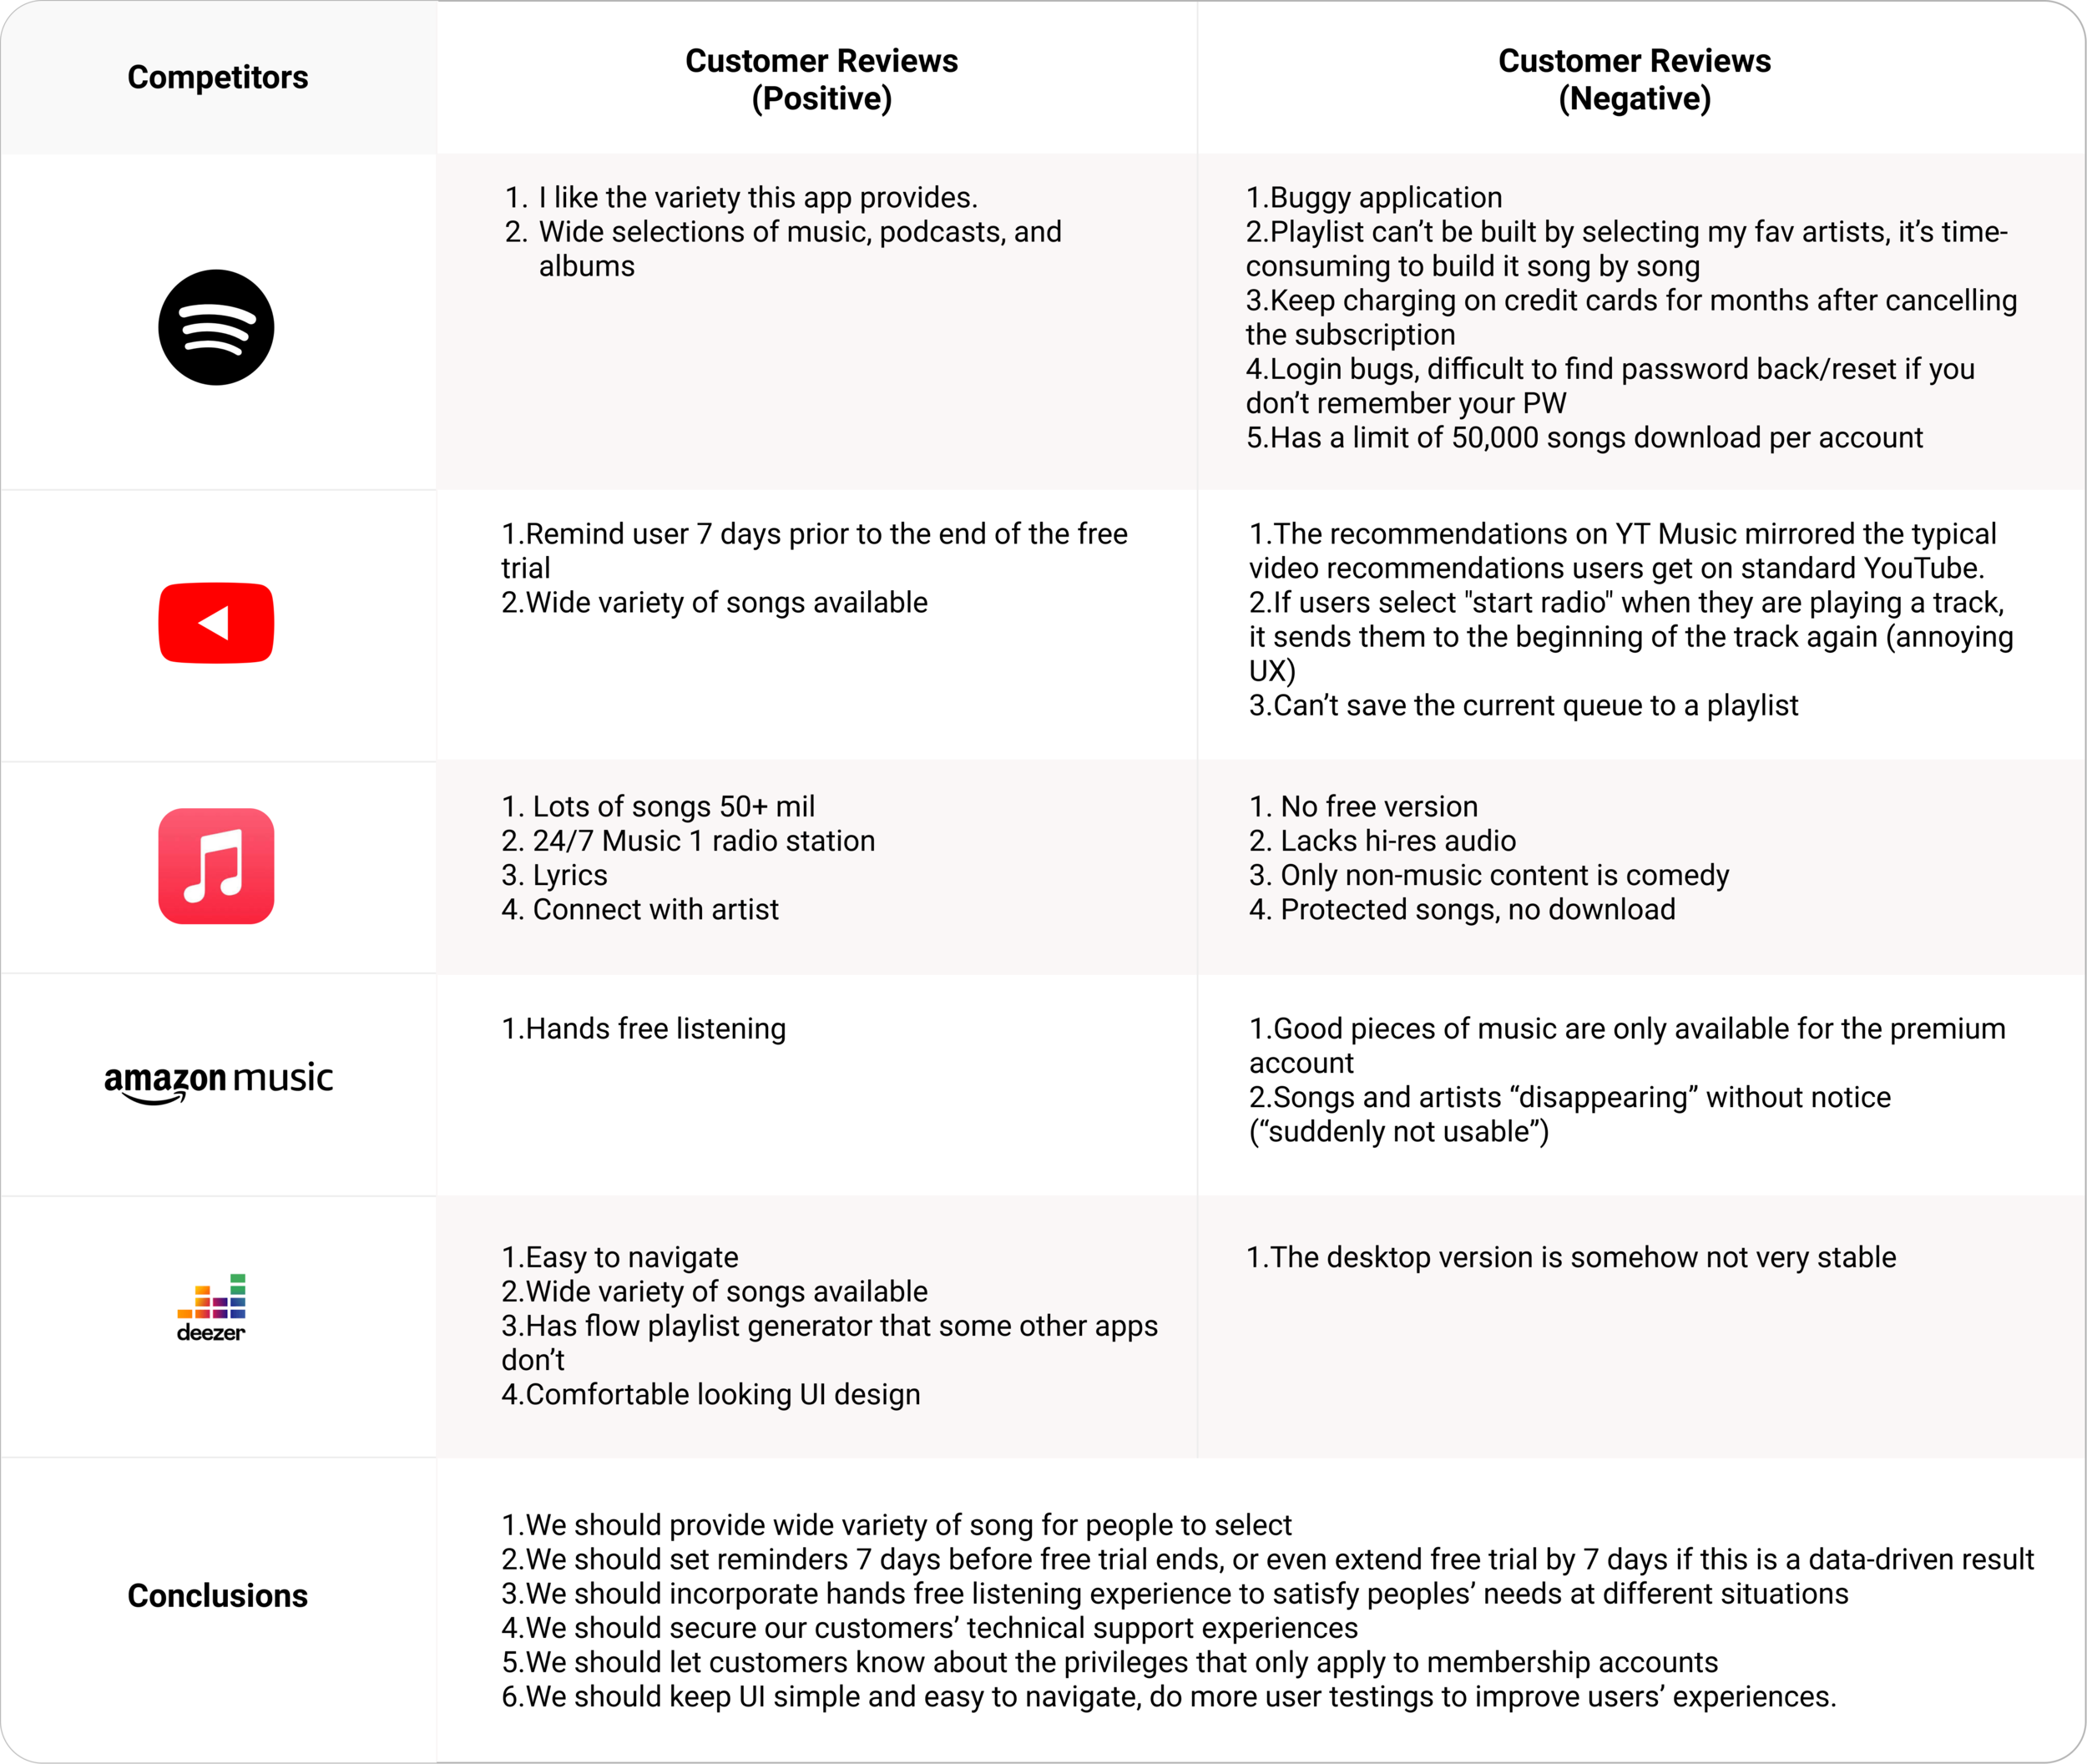 Competitors
Customer Reviews
(Positive)
Customer Reviews
(Negative)
1. I like the variety this app provides.
2. Wide selections of music, podcasts, and
albums
1.Buggy application
2.Playlist can’t be built by selecting my fav artists, it’s time-
consuming to build it song by song
3.Keep charging on credit cards for months after cancelling
the subscription
4.Login bugs, difficult to find password back/reset if you
don’t remember your PW
5.Has a limit of 50,000 songs download per account
1.Remind user 7 days prior to the end of the free
trial
2.Wide variety of songs available
1.The recommendations on YT Music mirrored the typical
video recommendations users get on standard YouTube.
2.If users select "start radio" when they are playing a track,
it sends them to the beginning of the track again (annoying
UX)
3.Can’t save the current queue to a playlist
1. Lots of songs 50+ mil
2. 24/7 Music 1 radio station
3. Lyrics
4. Connect with artist
1. No free version
2. Lacks hi-res audio
3. Only non-music content is comedy
4. Protected songs, no download
amazon music
1.Hands free listening
1.Good pieces of music are only available for the premium
account
2.Songs and artists “disappearing” without notice
(“suddenly not usable”)
deezer
1.Easy to navigate
2.Wide variety of songs available
3.Has flow playlist generator that some other apps
don’t
4.Comfortable looking UI design
1.The desktop version is somehow not very stable
Conclusions
1.We should provide wide variety of song for people to select
2.We should set reminders 7 days before free trial ends, or even extend free trial by 7 days if this is a data-driven result
3.We should incorporate hands free listening experience to satisfy peoples’ needs at different situations
4.We should secure our customers’ technical support experiences
5.We should let customers know about the privileges that only apply to membership accounts
6.We should keep UI simple and easy to navigate, do more user testings to improve users’ experiences.